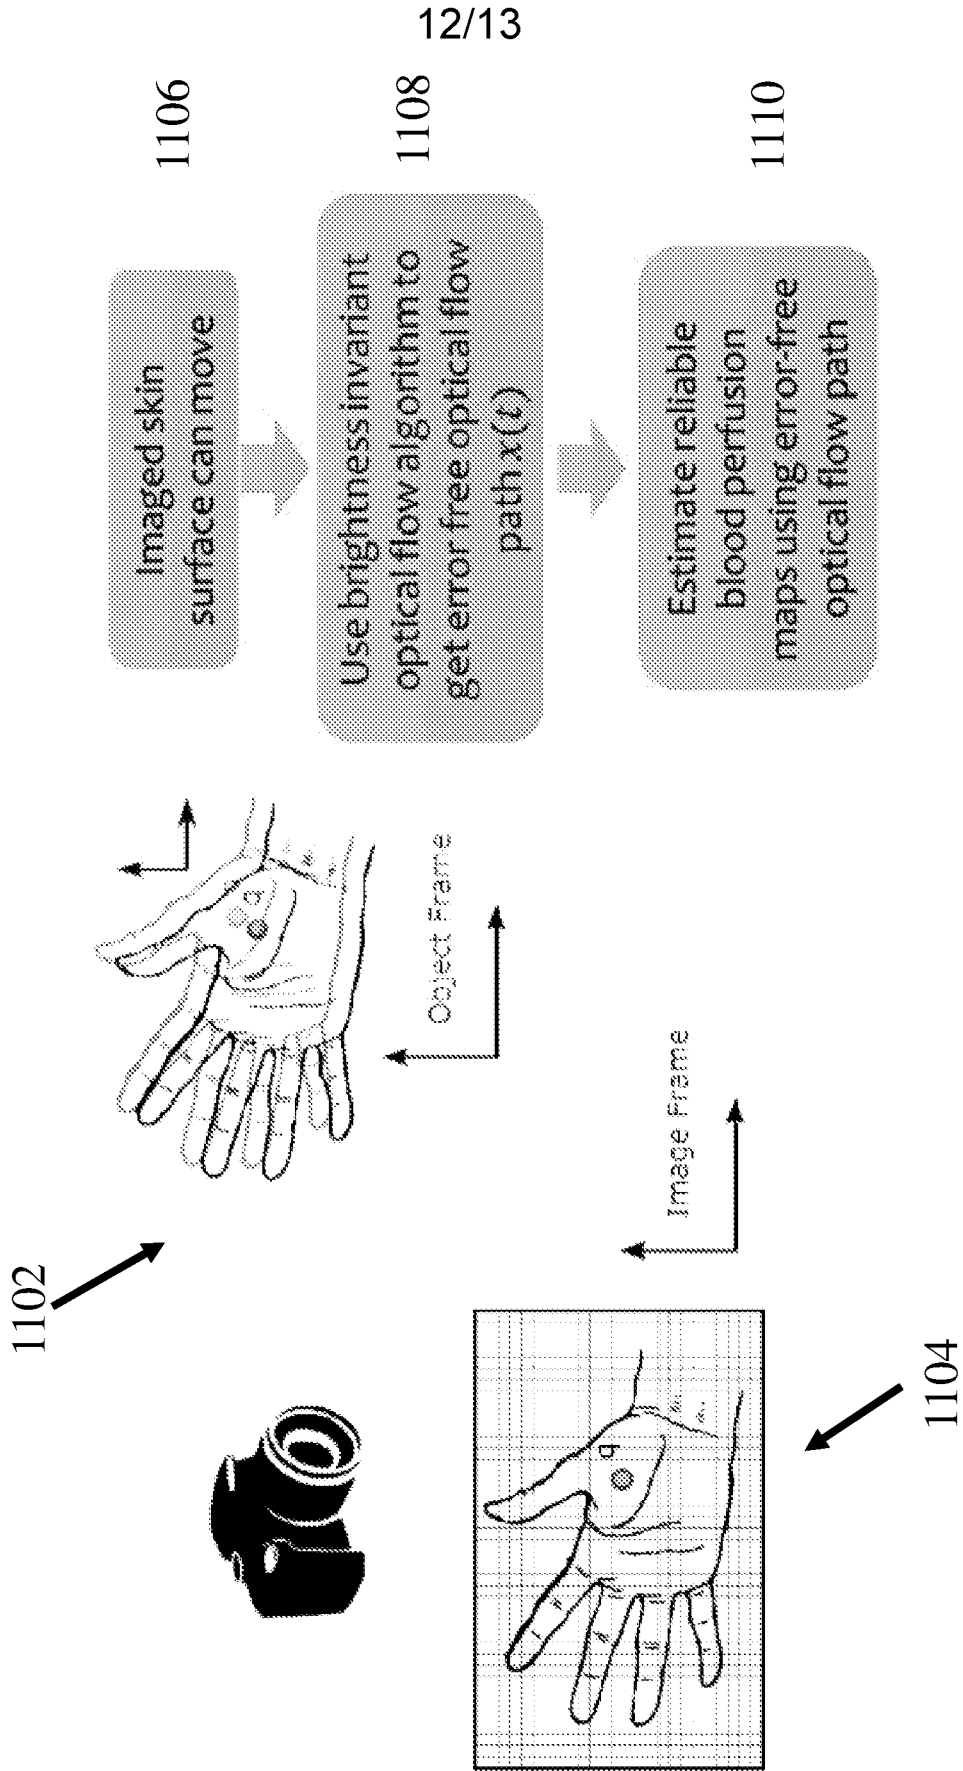 12/13
1102
1104
q
Object Frame
q
Image Frame
Imaged skin
surface can move
1106
Use brightness invariant
optical flow algorithm to
get error free optical flow
path x(t)
1108
Estimate reliable
blood perfusion
maps using error-free
optical flow path
1110